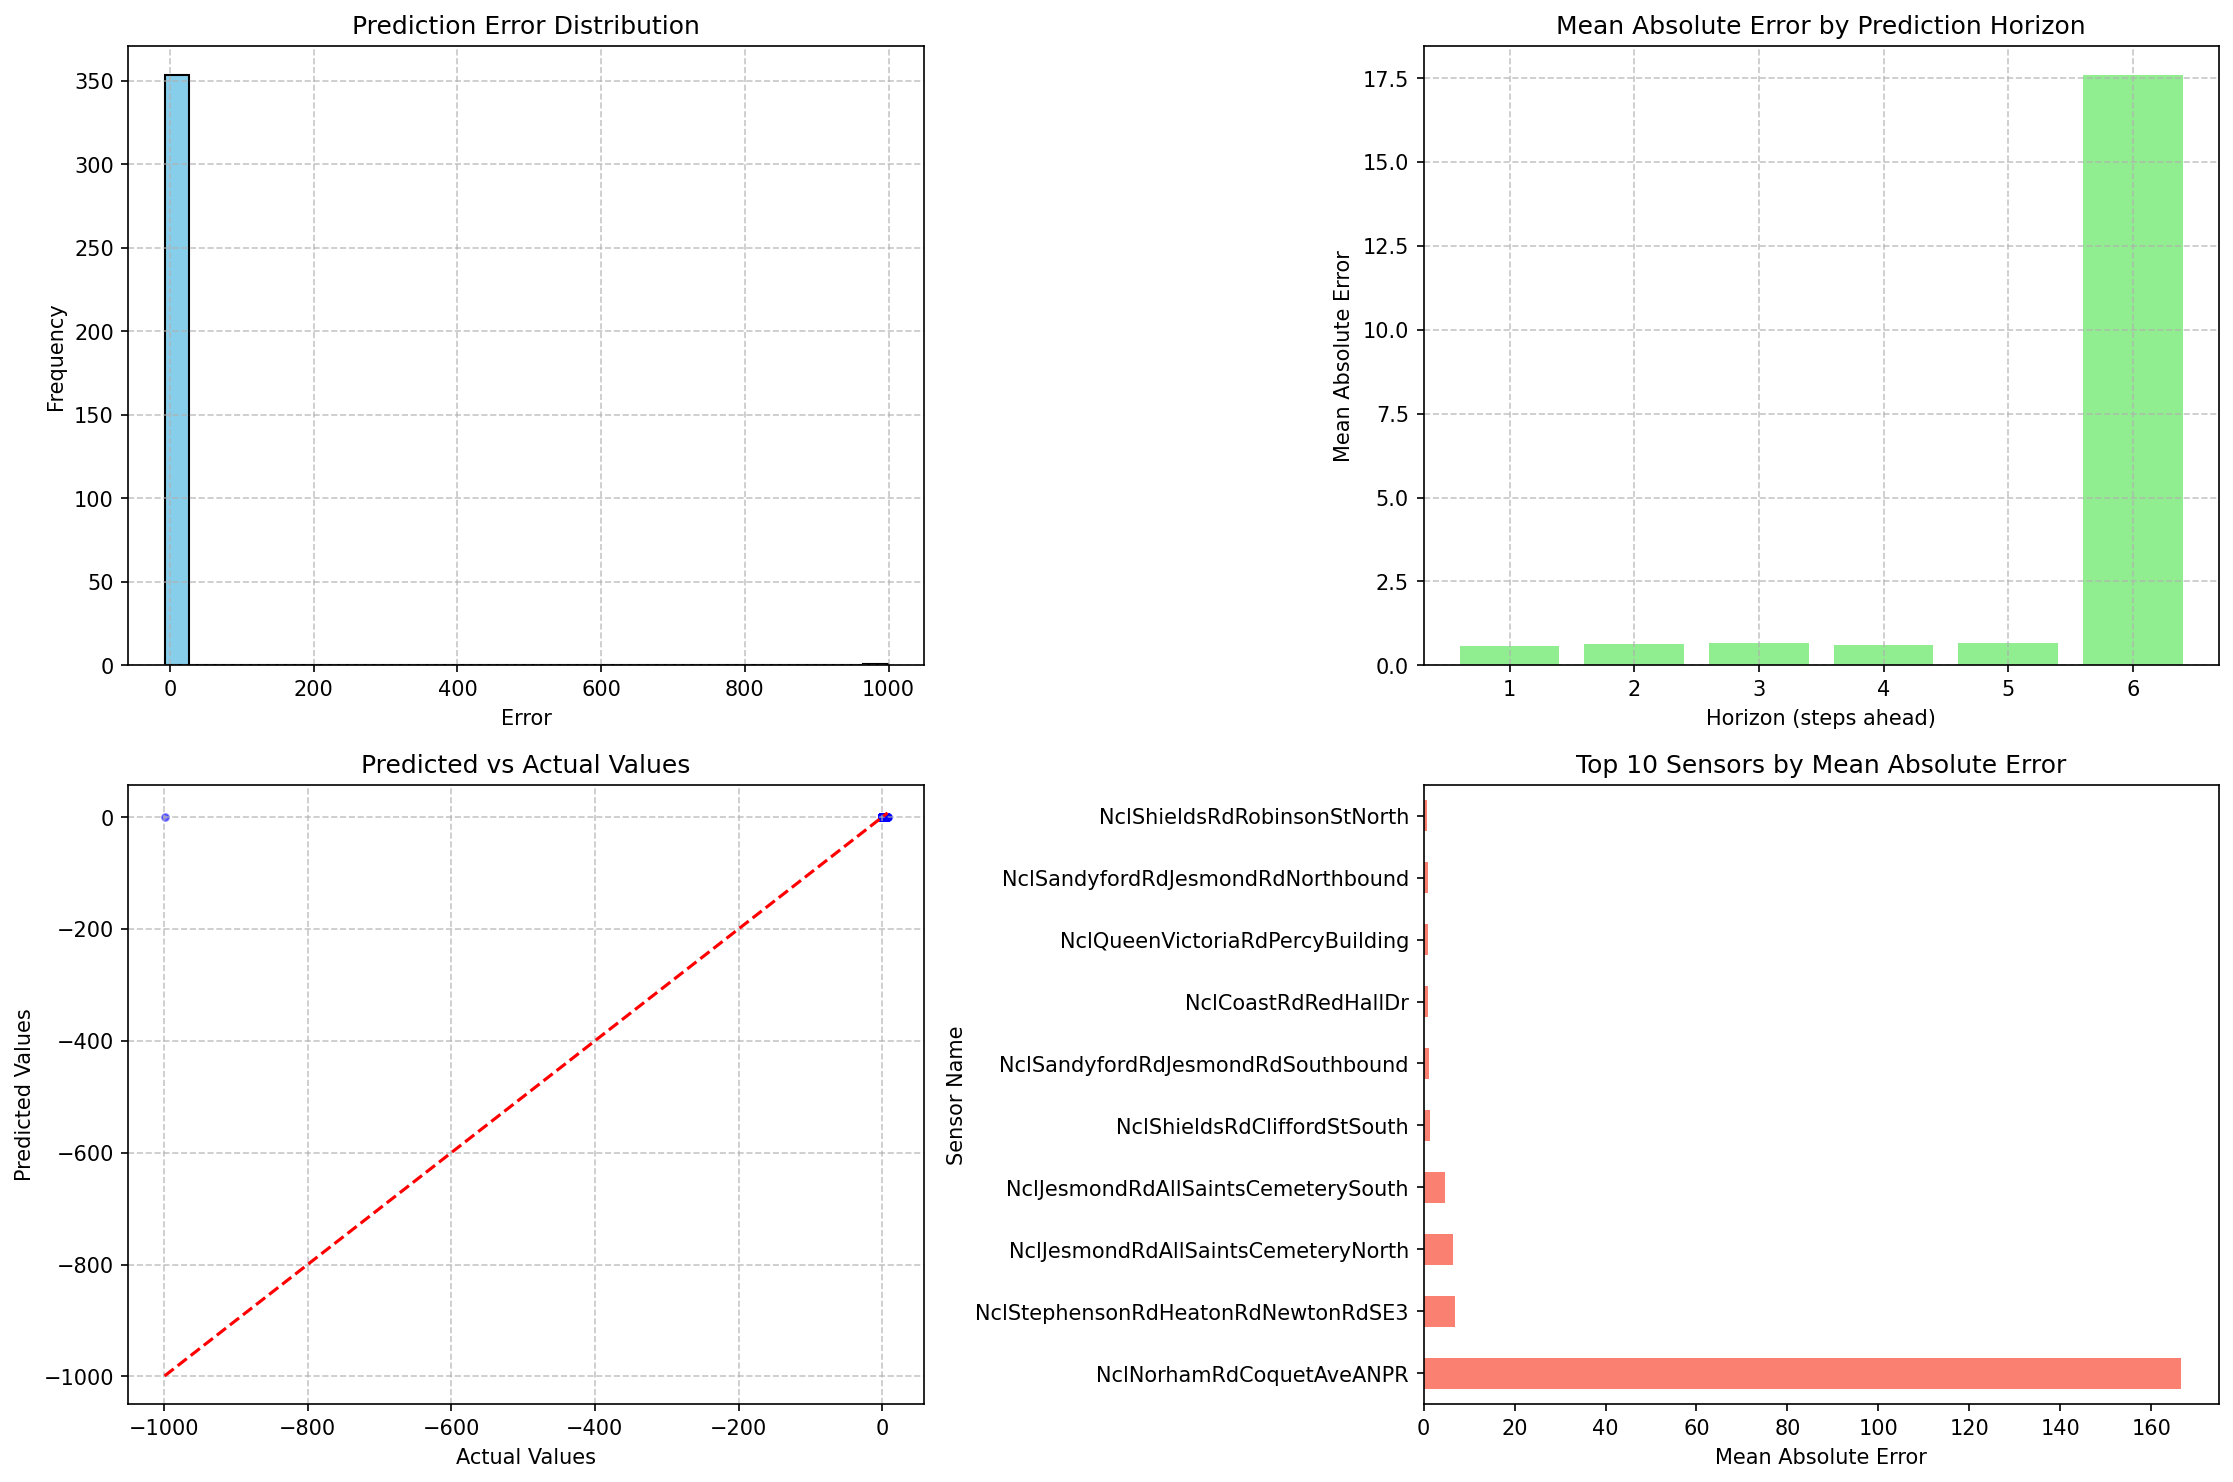 Prediction Error Distribution
350
300
250
200
150
100
50
0
Frequency
0 200 400 600 800 1000
Error
Mean Absolute Error by Prediction Horizon
17.5
15.0
12.5
10.0
7.5
5.0
2.5
0.0
Mean Absolute Error
1 2 3 4 5 6
Horizon (steps ahead)
Predicted vs Actual Values
0
−200
−400
−600
−800
−1000
Predicted Values
−1000 −800 −600 −400 −200 0
Actual Values
Top 10 Sensors by Mean Absolute Error
NclShieldsRdRobinsonStNorth
NclSandyfordRdJesmondRdNorthbound
NclQueenVictoriaRdPercyBuilding
NclCoastRdRedHallDr
NclSandyfordRdJesmondRdSouthbound
NclShieldsRdCliffordStSouth
NclJesmondRdAllSaintsCemeterySouth
NclJesmondRdAllSaintsCemeteryNorth
NclStephensonRdHeatonRdNewtonRdSE3
NclNorhamRdCoquetAveANPR
Sensor Name
0 20 40 60 80 100 120 140 160
Mean Absolute Error